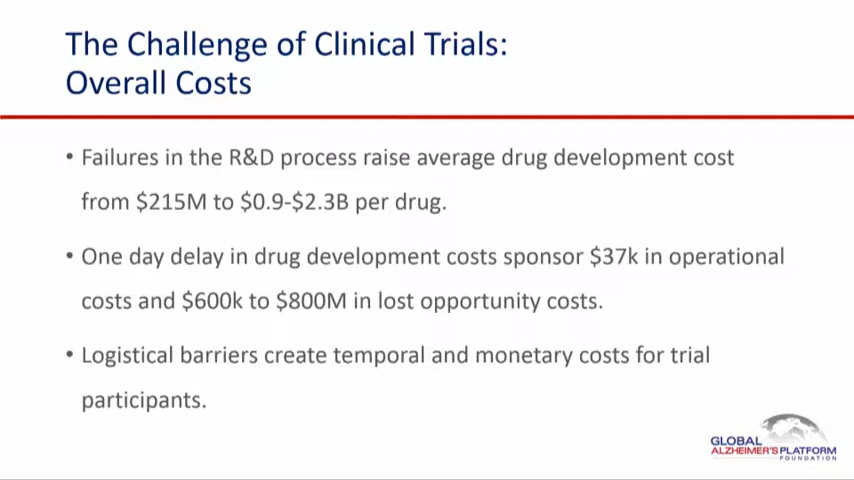 The Challenge of Clinical Trials:
Overall Costs
• Failures in the R&D process raise average drug development cost
from $215M to $0.9-$2.3B per drug.
• One day delay in drug development costs sponsor $37k in operational
costs and $600k to $800M in lost opportunity costs.
• Logistical barriers create temporal and monetary costs for trial
participants.
GLOBAL
ALZHEIMER'S PLATFORM
FOUNDATION